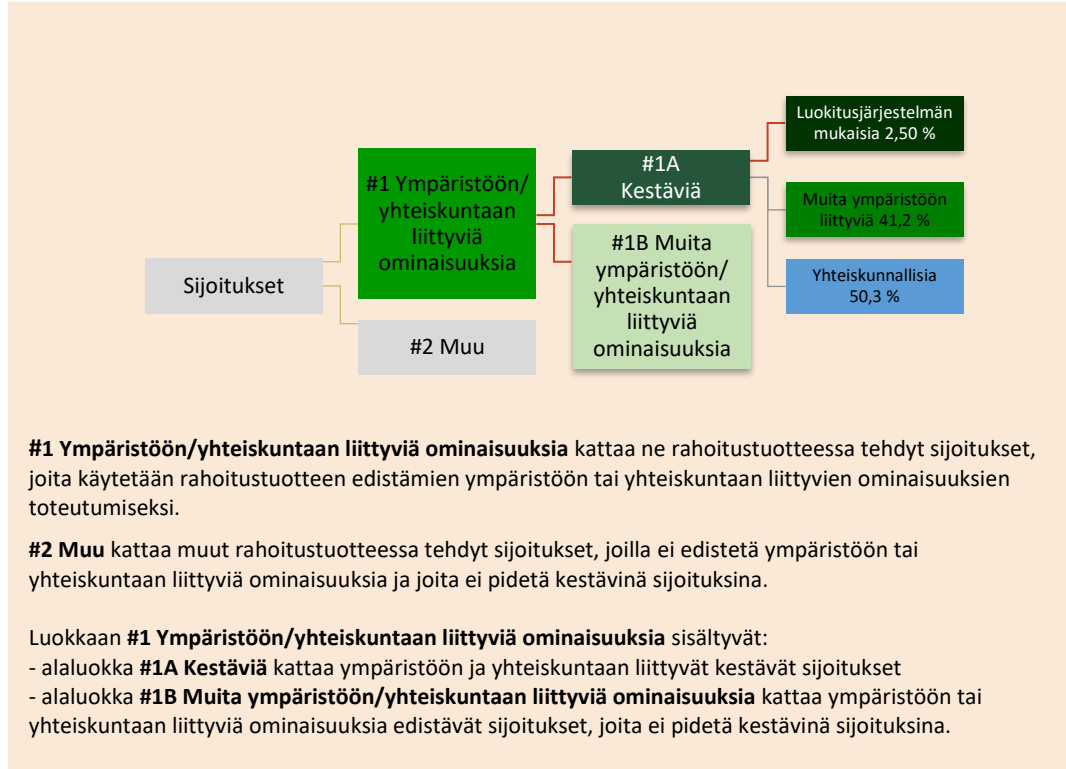 Luokitusjärjestelmän
mukaisia 2,50 %
#1A
Kestäviä
#1 Ympäristöön/
yhteiskuntaan
liittyviä
ominaisuuksia
Muita ympäristöön
liittyviä 41,2 %
#1B Muita
ympäristöön/
yhteiskuntaan
liittyviä
ominaisuuksia
Sijoitukset
Yhteiskunnallisia
50,3 %
#2 Muu
#1 Ympäristöön/yhteiskuntaan liittyviä ominaisuuksia kattaa ne rahoitustuotteessa tehdyt sijoitukset,
joita käytetään rahoitustuotteen edistämien ympäristöön tai yhteiskuntaan liittyvien ominaisuuksien
toteutumiseksi.
#2 Muu kattaa muut rahoitustuotteessa tehdyt sijoitukset, joilla ei edistetä ympäristöön tai
yhteiskuntaan liittyviä ominaisuuksia ja joita ei pidetä kestävinä sijoituksina.
Luokkaan #1 Ympäristöön/yhteiskuntaan liittyviä ominaisuuksia sisältyvät:
- alaluokka #1A Kestäviä kattaa ympäristöön ja yhteiskuntaan liittyvät kestävät sijoitukset
- alaluokka #1B Muita ympäristöön/yhteiskuntaan liittyviä ominaisuuksia kattaa ympäristöön tai
yhteiskuntaan liittyviä ominaisuuksia edistävät sijoitukset, joita ei pidetä kestävinä sijoituksina.